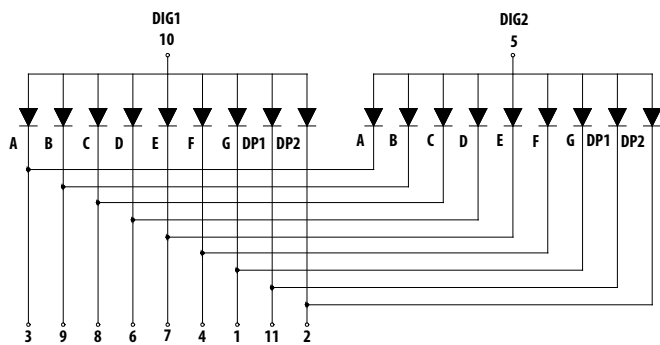 DIG1 DIG2
10 5
A B C D E F G DP1 DP2 A B C D E F G DP1 DP2
3 9 8 6 7 4 1 11 2